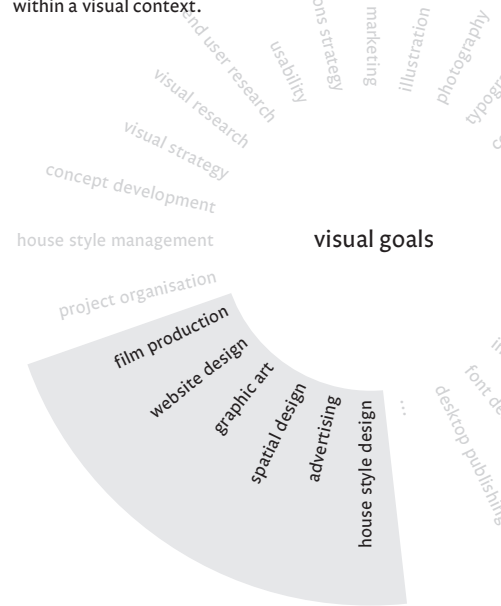 within a visual context.
end user research
usability
ons strategy
marketing
illustration
photography
visual research
visual strategy
concept development
house style management
visual goals
project organisation
film production
website design
graphic art
spatial design
advertising
house style design
...
desktop publishing
font de